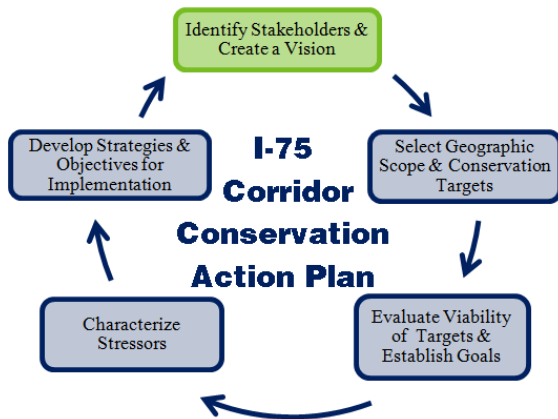 Identify Stakeholders &
Create a Vision
Select Geographic
Scope & Conservation
Targets
Evaluate Viability
of Targets &
Establish Goals
Characterize
Stressors
Develop Strategies &
Objectives for
Implementation
I-75
Corridor
Conservation
Action Plan